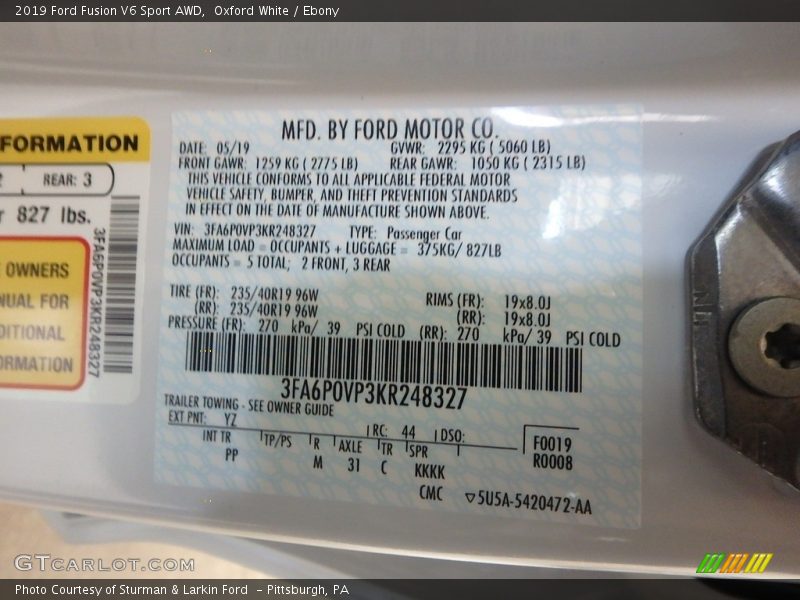 2019 Ford Fusion V6 Sport AWD, Oxford White / Ebony
FORMATION
REAR: 3
827 lbs.
OWNERS
NUAL FOR
DITIONAL
ORMATION
3FA6P0VP3KR248327
MFD. BY FORD MOTOR CO.
DATE: 05/19 GVWR: 2295 KG ( 5060 LB)
FRONT GAWR: 1259 KG ( 2775 LB) REAR GAWR: 1050 KG ( 2315 LB)
THIS VEHICLE CONFORMS TO ALL APPLICABLE FEDERAL MOTOR
VEHICLE SAFETY, BUMPER, AND THEFT PREVENTION STANDARDS
IN EFFECT ON THE DATE OF MANUFACTURE SHOWN ABOVE.
VIN: 3FA6P0VP3KR248327 TYPE: Passenger Car
MAXIMUM LOAD = OCCUPANTS + LUGGAGE = 375KG/ 827LB
OCCUPANTS = 5 TOTAL; 2 FRONT, 3 REAR
TIRE (FR): 235/40R19 96W RIMS (FR): 19x8.0J
(RR): 235/40R19 96W (RR): 19x8.0J
PRESSURE (FR): 270 kPa/ 39 PSI COLD (RR): 270 kPa/ 39 PSI COLD
3FA6P0VP3KR248327
TRAILER TOWING - SEE OWNER GUIDE
EXT PNT: YZ RC: 44 DSO:
INT TR TP/PS R AXLE TR SPR F0019
PP M 31 C KKKK R0008
CMC ▽5U5A-5420472-AA
GTCARLOT.COM
Photo Courtesy of Sturman & Larkin Ford - Pittsburgh, PA